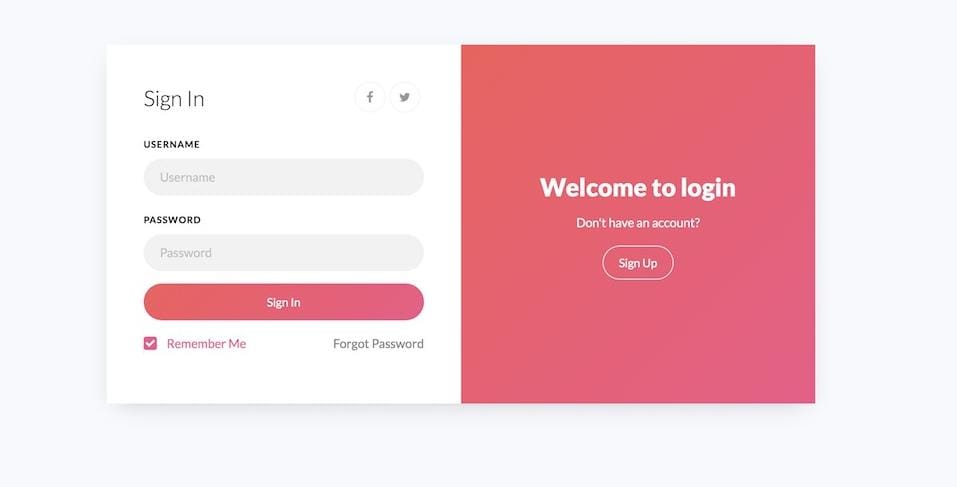 Sign In
USERNAME
Username
PASSWORD
Password
Sign In
Remember Me
Forgot Password
Welcome to login
Don't have an account?
Sign Up